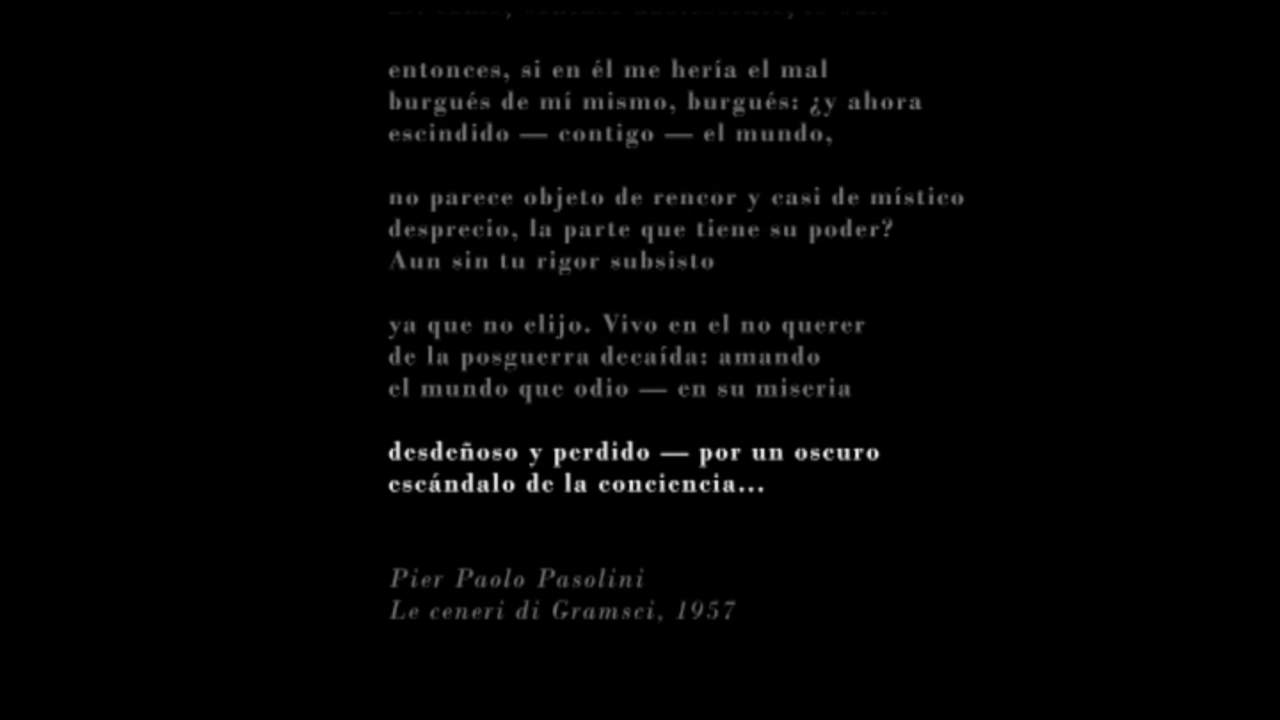 entonces, si en él me hería el mal
burgués de mí mismo, burgués: ¿y ahora
escindido — contigo — el mundo,
no parece objeto de rencor y casi de místico
desprecio, la parte que tiene su poder?
Aun sin tu rigor subsisto
ya que no elijo. Vivo en el no querer
de la posguerra decaída: amando
el mundo que odio — en su miseria
desdeñoso y perdido — por un oscuro
escándalo de la conciencia...
Pier Paolo Pasolini
Le ceneri di Gramsci, 1957